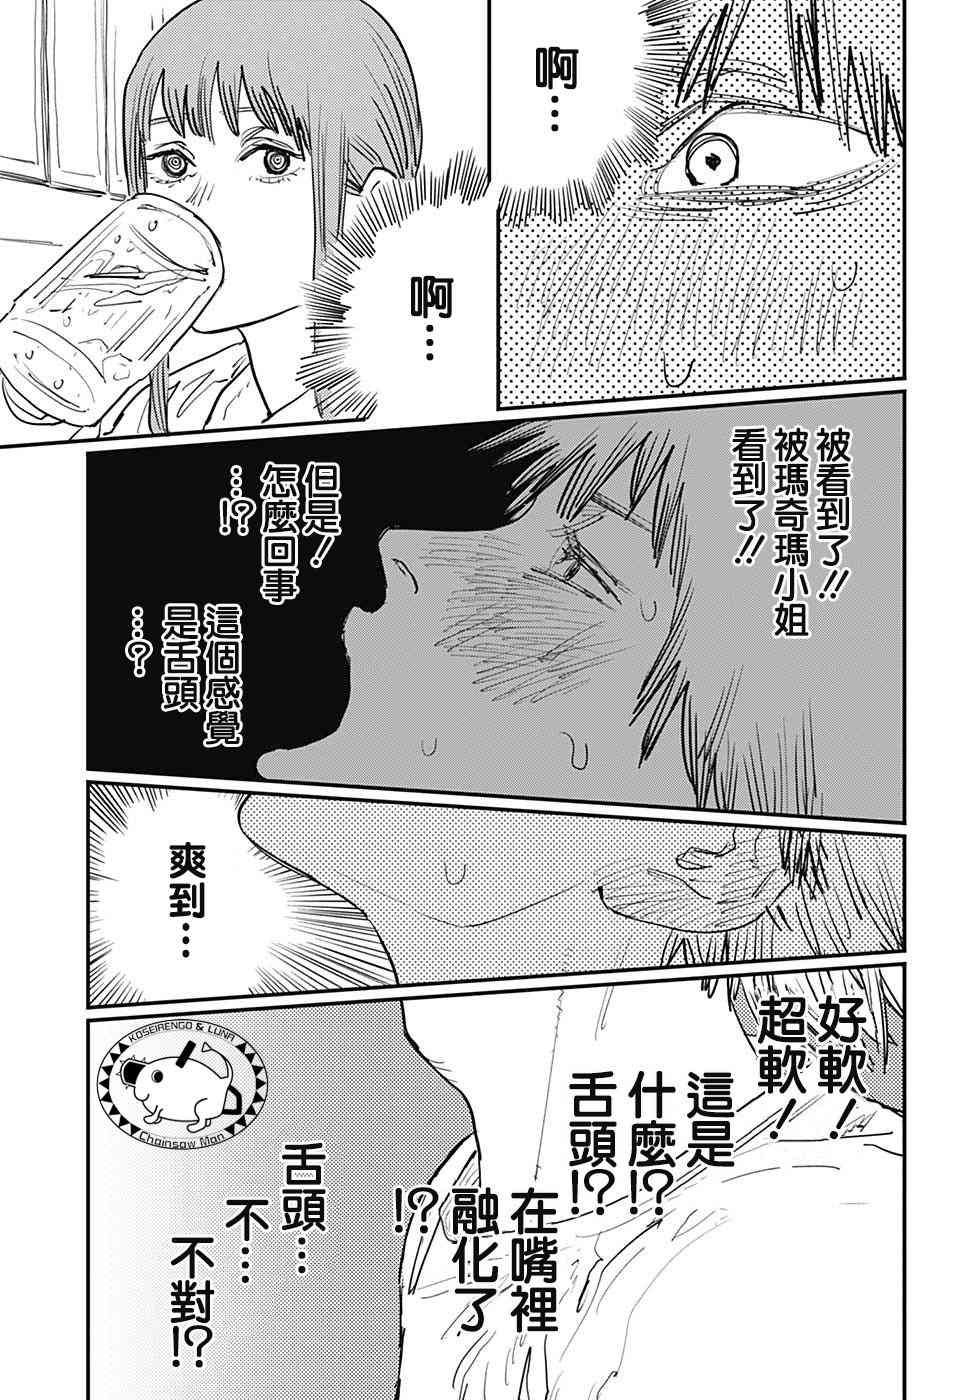 啊…
啊…
被看到了!!
被瑪奇瑪小姐
看到了!!
但是!
怎麼回事
…!?
這個感覺
是舌頭
…?
爽到…
好軟!
超軟!
這是
什麼!?
舌頭!?
在嘴裡
融化了
!?
舌頭…
不…
不對!?
KOSEIRENGO & LUNA
Chainsaw Man